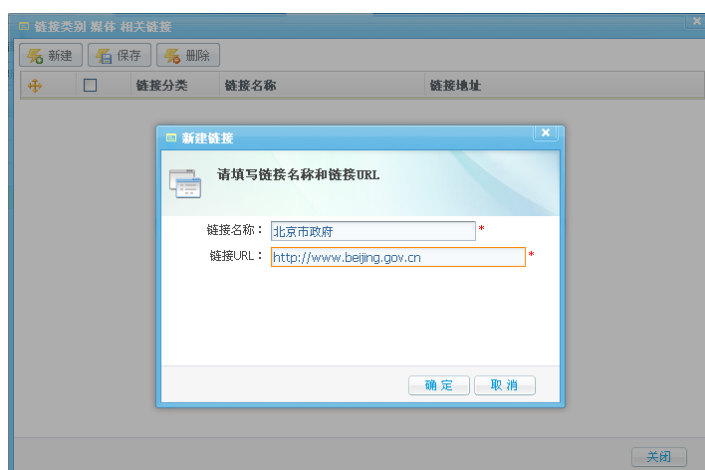 链接类别 媒体 相关链接
新建 保存 删除
链接分类 链接名称 链接地址
新建链接
请填写链接名称和链接URL
链接名称： 北京市政府 *
链接URL： http://www.beijing.gov.cn *
确定 取消
关闭